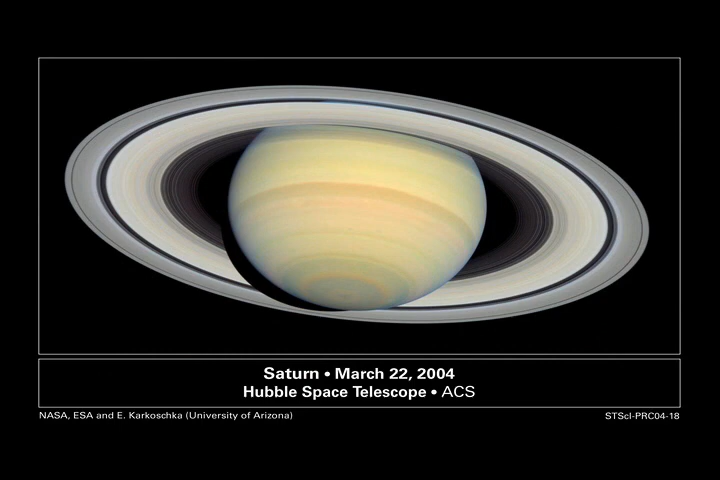 Saturn • March 22, 2004
Hubble Space Telescope • ACS
NASA, ESA and E. Karkoschka (University of Arizona)
STScI-PRC04-18